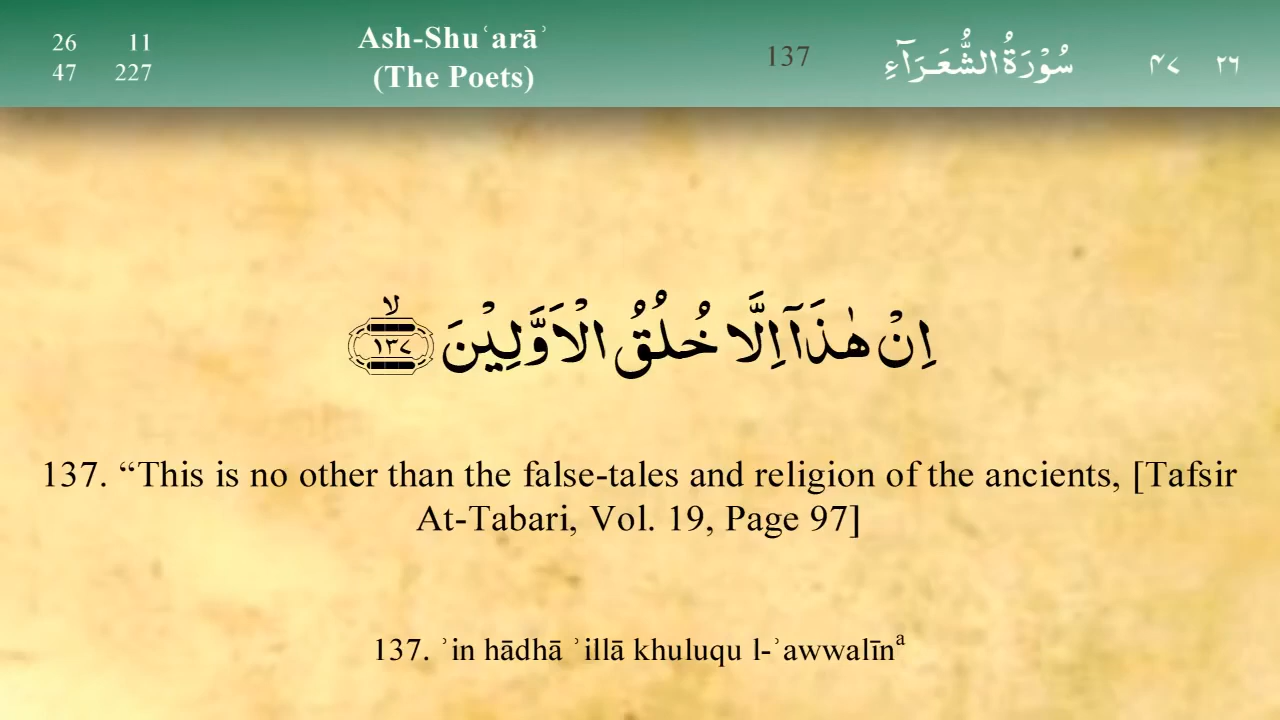 26 11 Ash-Shuʿarāʾ 137 سُوْرَةُ الشُّعَرَآءِ ٤٧ ٢٦
47 227 (The Poets)
اِنْ هٰذَاۤ اِلَّا خُلُقُ الْاَوَّلِيْنَ ۙ ١٣٧
137. “This is no other than the false-tales and religion of the ancients, [Tafsir
At-Tabari, Vol. 19, Page 97]
137. ʾin hādhā ʾillā khuluqu l-ʾawwalīnᵃ